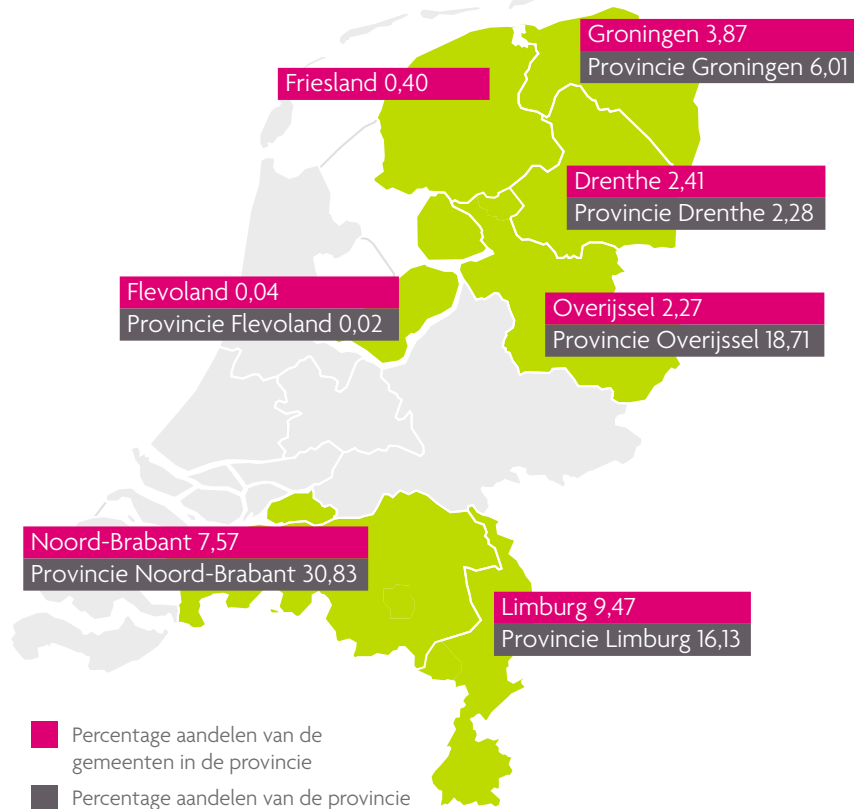 Groningen 3,87
Provincie Groningen 6,01
Friesland 0,40
Drenthe 2,41
Provincie Drenthe 2,28
Flevoland 0,04
Provincie Flevoland 0,02
Overijssel 2,27
Provincie Overijssel 18,71
Noord-Brabant 7,57
Provincie Noord-Brabant 30,83
Limburg 9,47
Provincie Limburg 16,13
Percentage aandelen van de
gemeenten in de provincie
Percentage aandelen van de provincie